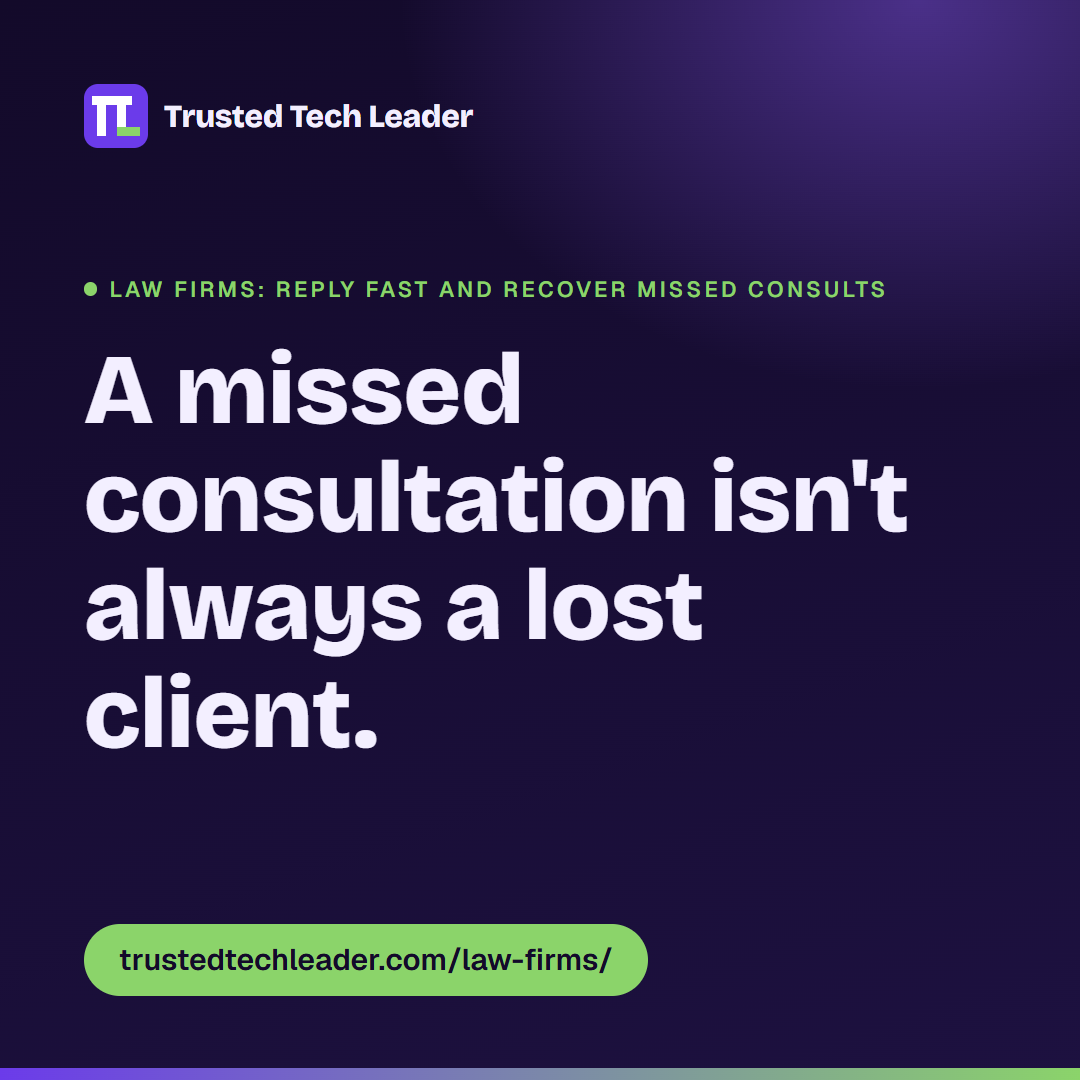 TTL
Trusted Tech Leader
LAW FIRMS: REPLY FAST AND RECOVER MISSED CONSULTS
A missed
consultation isn't
always a lost
client.
trustedtechleader.com/law-firms/